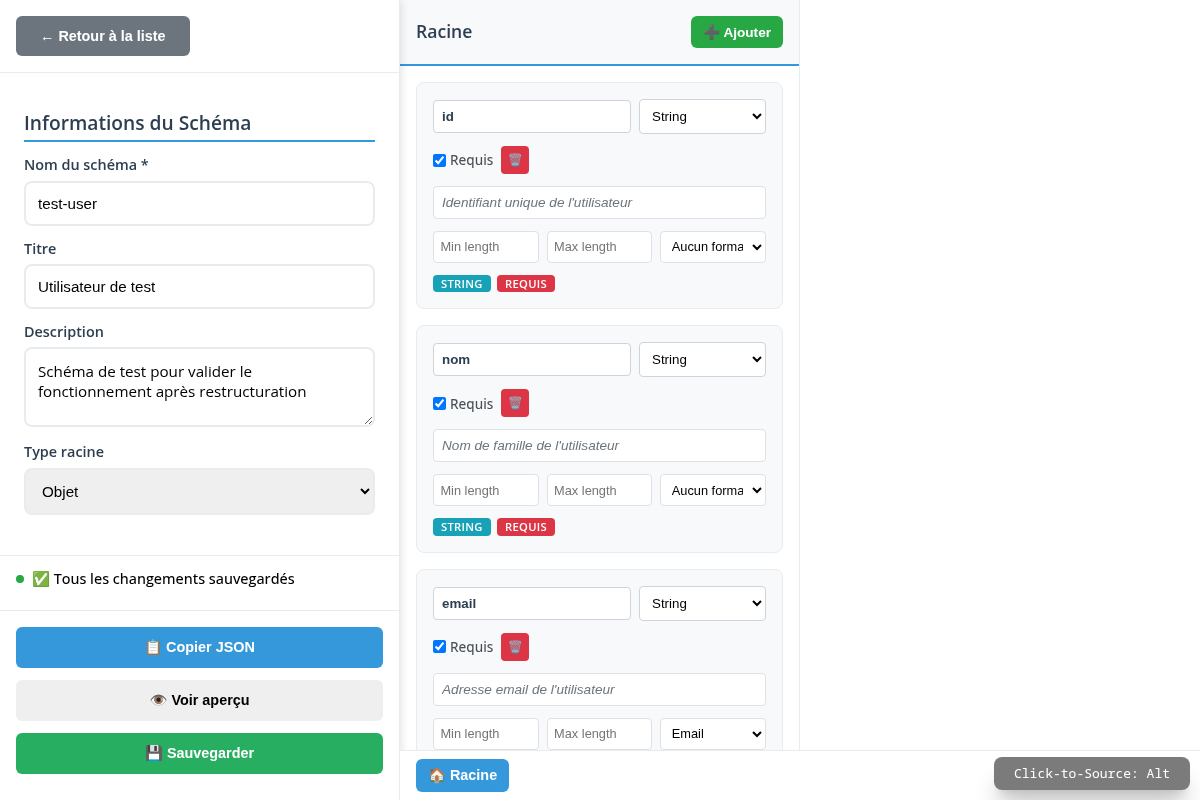 ← Retour à la liste
Informations du Schéma
Nom du schéma *
test-user
Titre
Utilisateur de test
Description
Schéma de test pour valider le
fonctionnement après restructuration
Type racine
Objet
✅ Tous les changements sauvegardés
📋 Copier JSON
👁️ Voir aperçu
💾 Sauvegarder
Racine
➕ Ajouter
id
String
Requis
Identifiant unique de l'utilisateur
Min length
Max length
Aucun forma
STRING
REQUIS
nom
String
Requis
Nom de famille de l'utilisateur
Min length
Max length
Aucun forma
STRING
REQUIS
email
String
Requis
Adresse email de l'utilisateur
Min length
Max length
Email
🏠 Racine
Click-to-Source: Alt